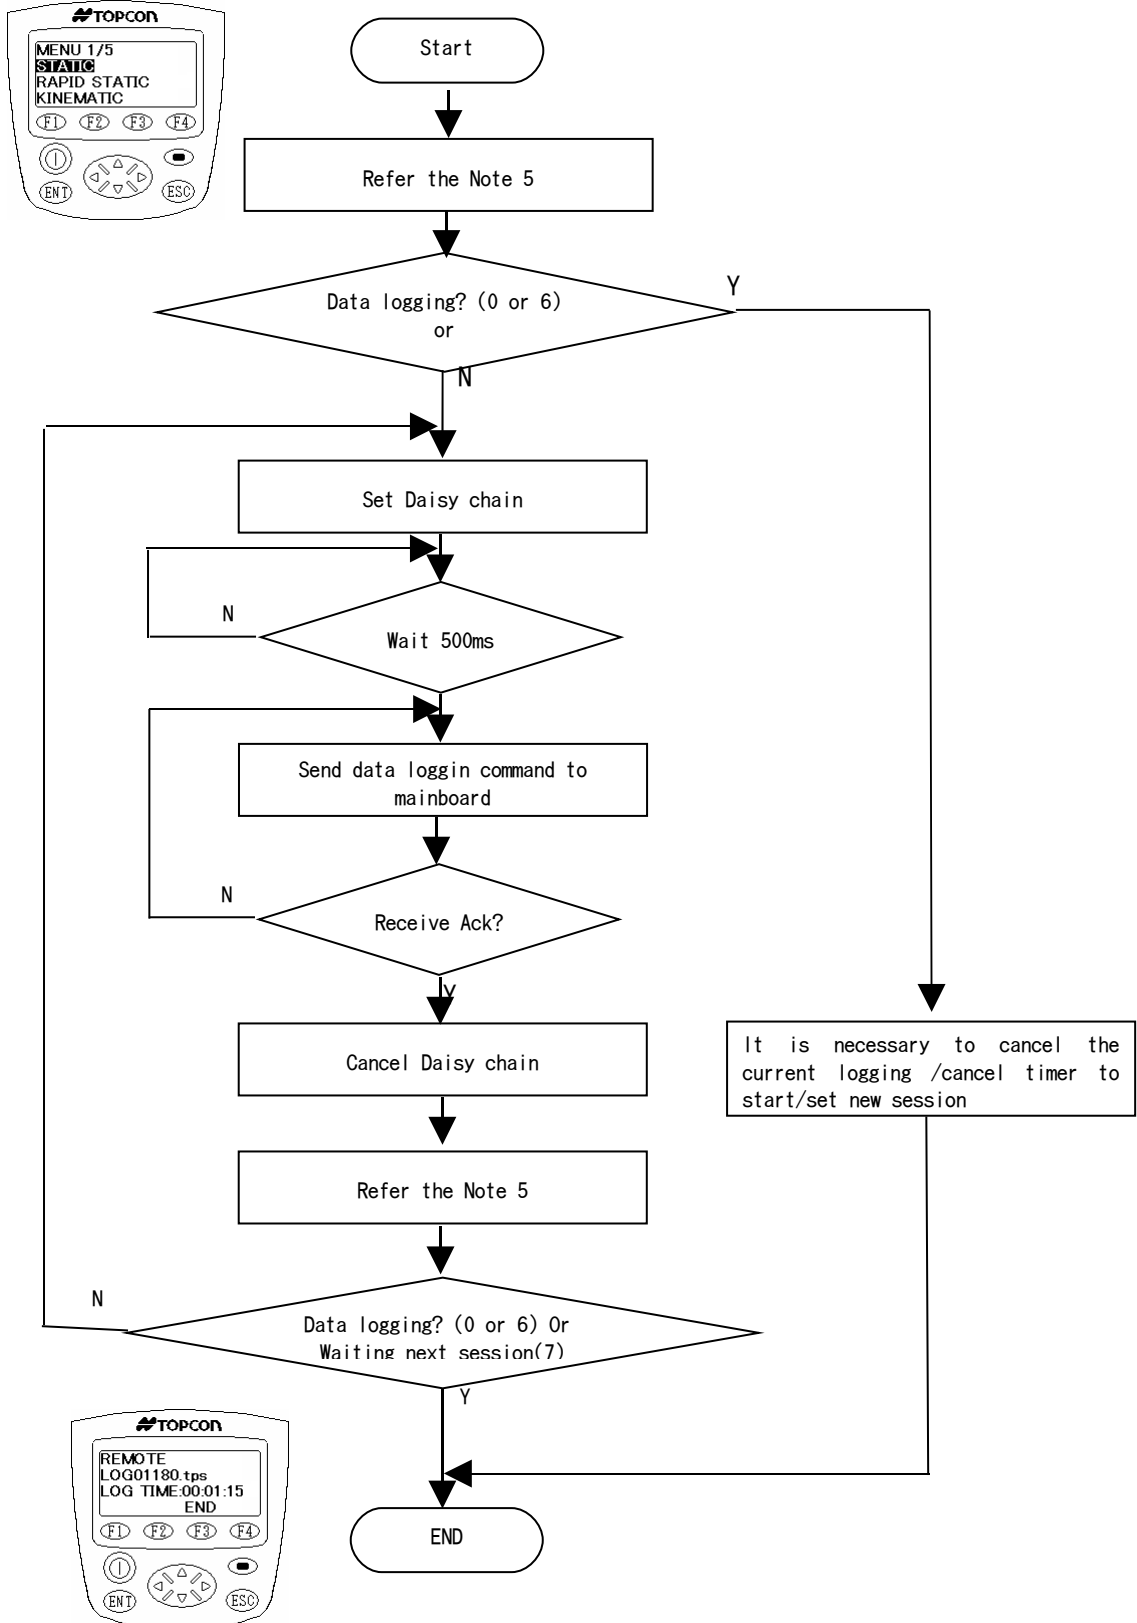 TOPCON
MENU 1/5
STATIC
RAPID STATIC
KINEMATIC
F1 F2 F3 F4
ENT
ESC
Start
Refer the Note 5
Data logging? (0 or 6)
or
Y
N
Set Daisy chain
N
Wait 500ms
Send data loggin command to
mainboard
N
Receive Ack?
Y
Cancel Daisy chain
It is necessary to cancel the
current logging /cancel timer to
start/set new session
Refer the Note 5
N
Data logging? (0 or 6) Or
Waiting next session(7)
Y
TOPCON
REMOTE
LOG01180.tps
LOG TIME:00:01:15
END
F1 F2 F3 F4
ENT
ESC
END